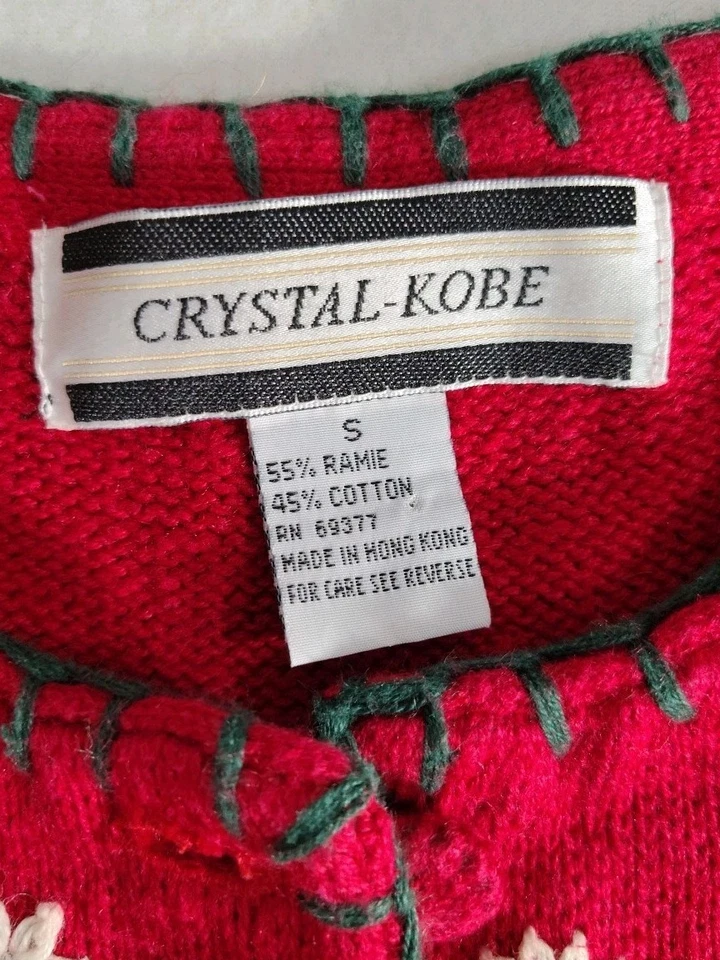 CRYSTAL-KOBE
S
55% RAMIE
45% COTTON
RN 69377
MADE IN HONG KONG
FOR CARE SEE REVERSE